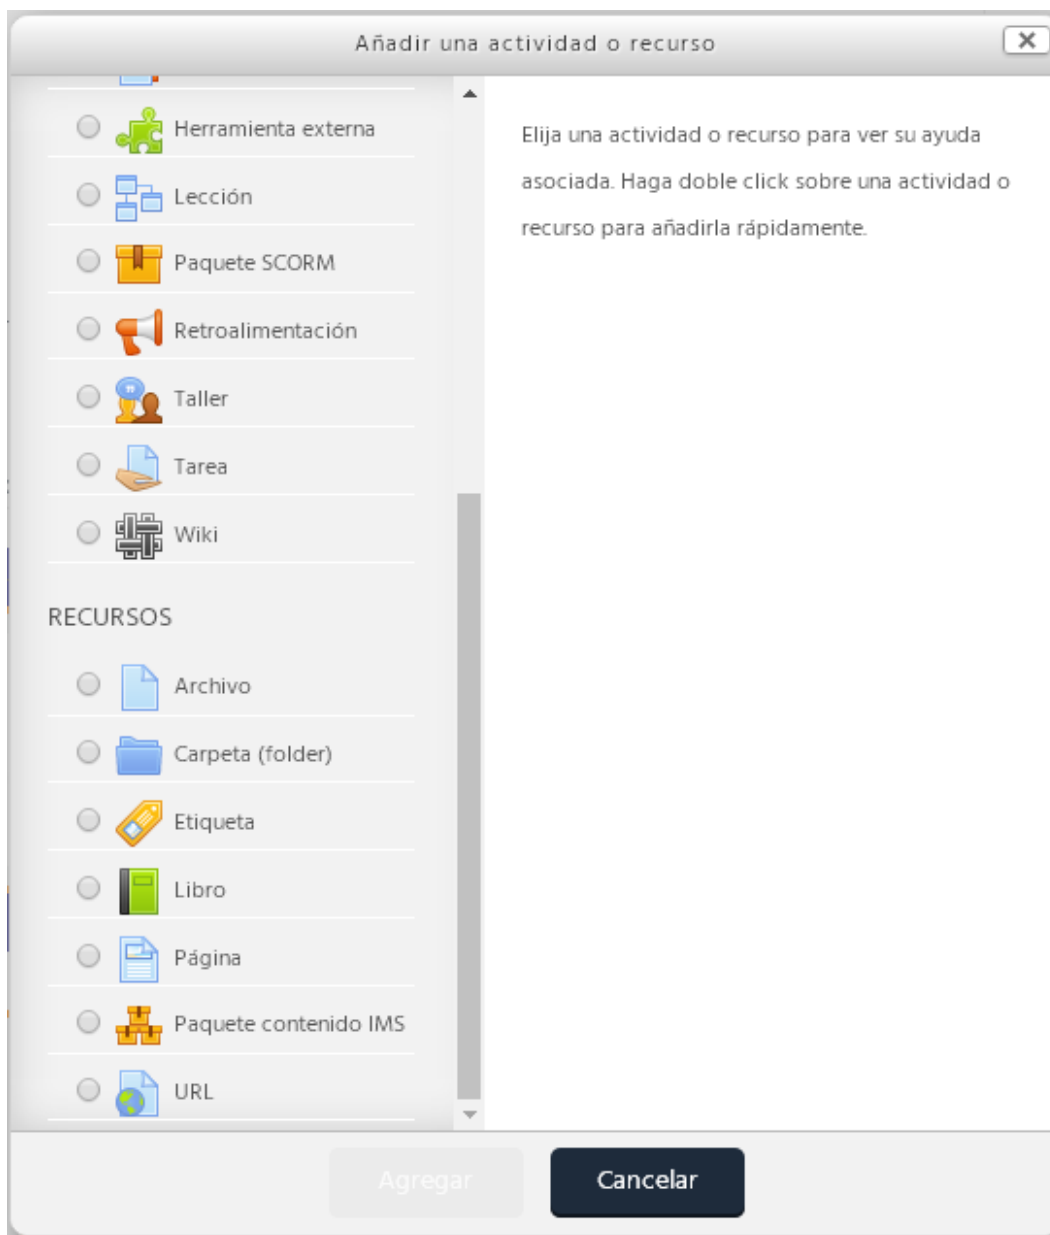 Añadir una actividad o recurso
Herramienta externa
Lección
Paquete SCORM
Retroalimentación
Taller
Tarea
Wiki
RECURSOS
Archivo
Carpeta (folder)
Etiqueta
Libro
Página
Paquete contenido IMS
URL
Elija una actividad o recurso para ver su ayuda
asociada. Haga doble click sobre una actividad o
recurso para añadirla rápidamente.
Agregar
Cancelar